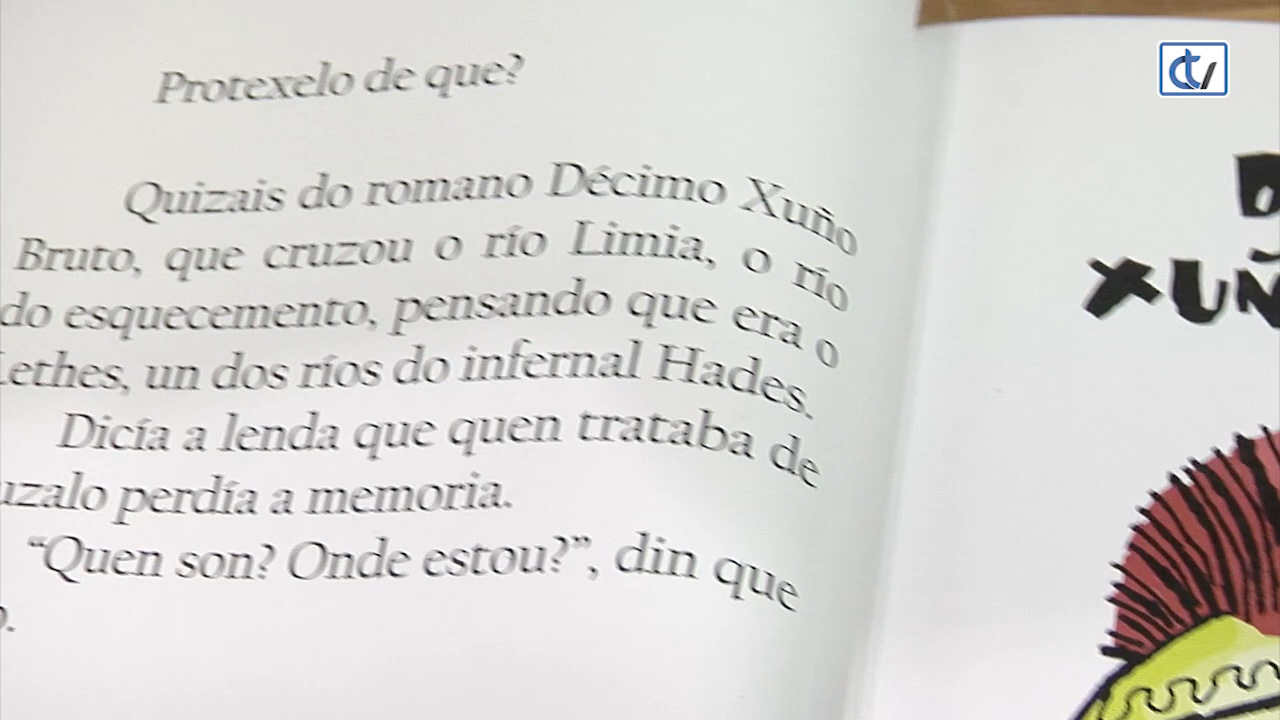 Protexelo de que?
Quizais do romano Décimo Xuño
Bruto, que cruzou o río Limia, o río
do esquecemento, pensando que era o
Lethes, un dos ríos do infernal Hades.
Dicía a lenda que quen trataba de
uzalo perdía a memoria.
“Quen son? Onde estou?”, din que
D
XUÑ